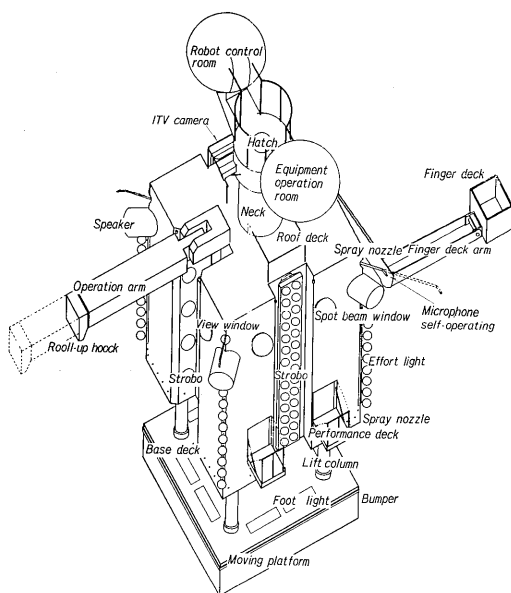 Robot control
room
ITV camera
Hatch
Equipment
operation
room
Finger deck
Speaker
Neck
Rooi deck
Spray nozzle
Finger deck arm
Operation arm
Microphone
self-operating
Spot beam window
View window
Rooll-up hoock
Strobo
Strobo
Effort light
Spray nozzle
Performance deck
Base deck
Lift column
Foot light
Bumper
Moving platform